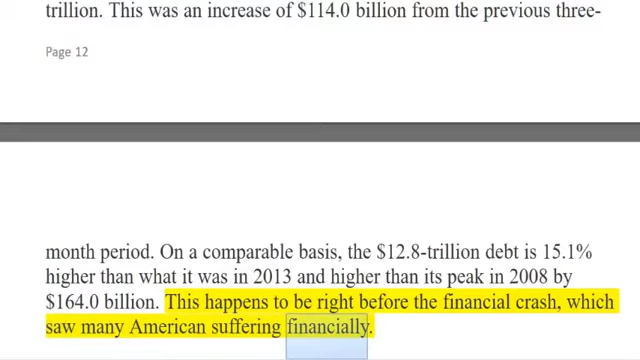 trillion. This was an increase of $114.0 billion from the previous three-
Page 12
month period. On a comparable basis, the $12.8-trillion debt is 15.1%
higher than what it was in 2013 and higher than its peak in 2008 by
$164.0 billion. This happens to be right before the financial crash, which
saw many American suffering financially.